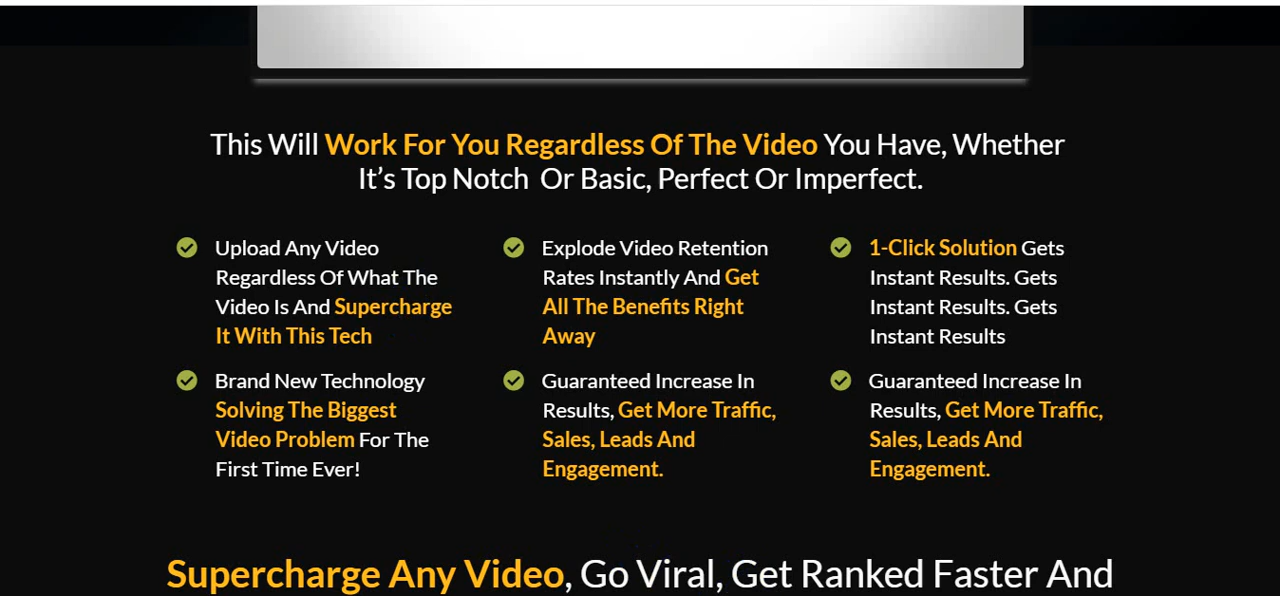 This Will Work For You Regardless Of The Video You Have, Whether
It's Top Notch Or Basic, Perfect Or Imperfect.
Upload Any Video
Regardless Of What The
Video Is And Supercharge
It With This Tech
Explode Video Retention
Rates Instantly And Get
All The Benefits Right
Away
1-Click Solution Gets
Instant Results. Gets
Instant Results. Gets
Instant Results
Brand New Technology
Solving The Biggest
Video Problem For The
First Time Ever!
Guaranteed Increase In
Results, Get More Traffic,
Sales, Leads And
Engagement.
Guaranteed Increase In
Results, Get More Traffic,
Sales, Leads And
Engagement.
Supercharge Any Video, Go Viral, Get Ranked Faster And